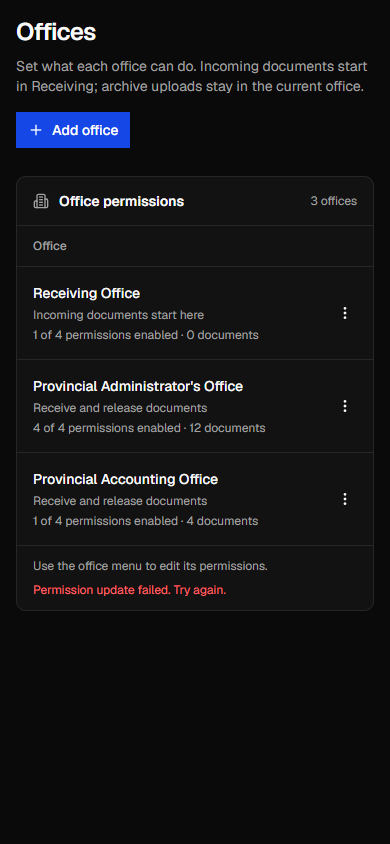 Offices
Set what each office can do. Incoming documents start
in Receiving; archive uploads stay in the current office.
Add office
Office permissions
3 offices
Office
Receiving Office
Incoming documents start here
1 of 4 permissions enabled · 0 documents
Provincial Administrator's Office
Receive and release documents
4 of 4 permissions enabled · 12 documents
Provincial Accounting Office
Receive and release documents
1 of 4 permissions enabled · 4 documents
Use the office menu to edit its permissions.
Permission update failed. Try again.